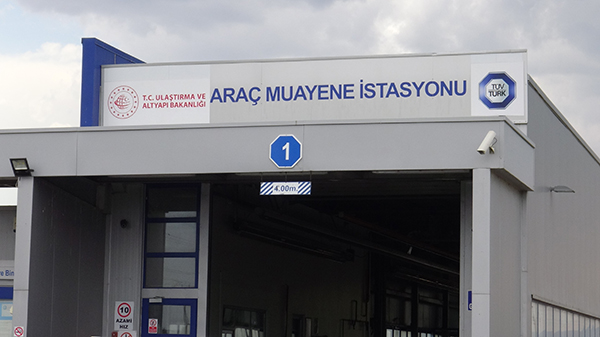 T.C. ULAŞTIRMA VE
ALTYAPI BAKANLIĞI
ARAÇ MUAYENE İSTASYONU
TÜV
TÜRK
1
4.00m
10
AZAMİ
HIZ